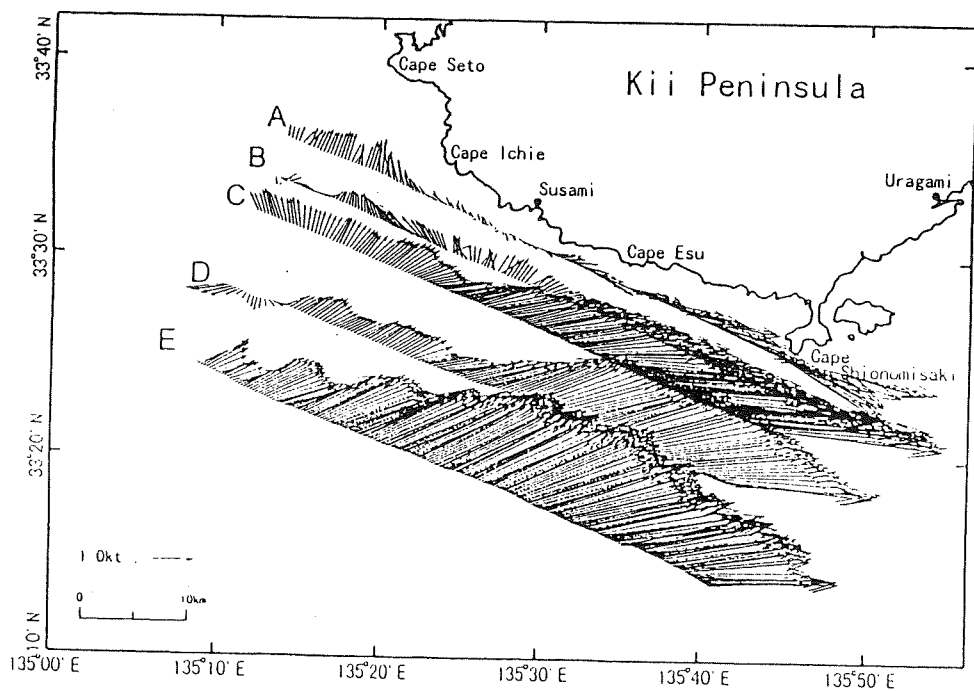 33°40' N
33°30' N
33°20' N
33°10' N
Cape Seto
Kii Peninsula
A
Cape Ichie
B
Susami
Uragami
C
Cape Esu
D
Cape
Shionomisaki
E
1 0kt
0 10km
135°00' E 135°10' E 135°20' E 135°30' E 135°40' E 135°50' E